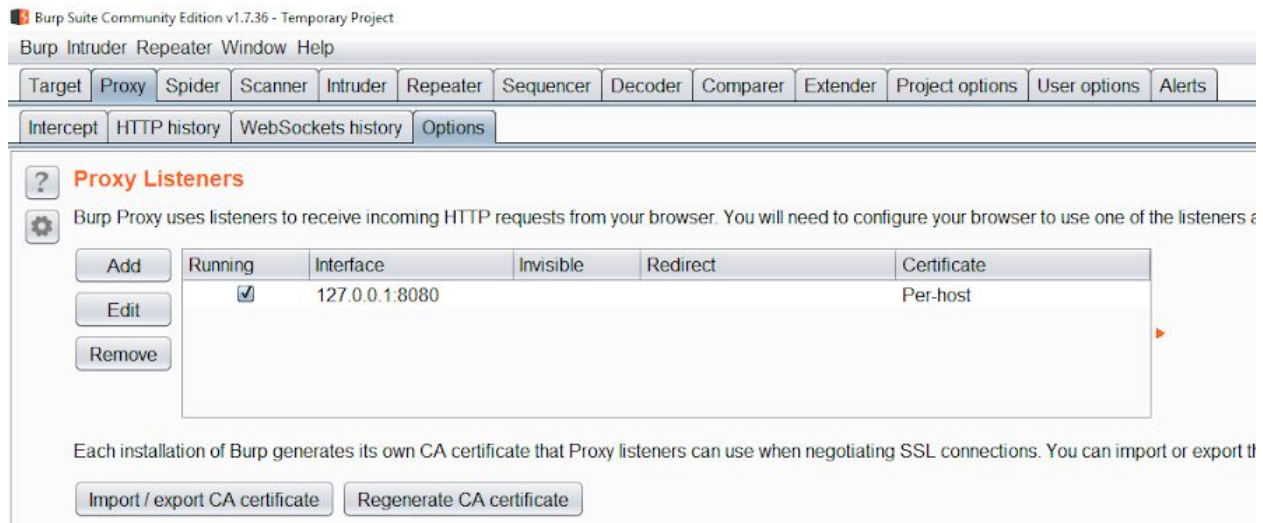 Burp Suite Community Edition v1.7.36 - Temporary Project
Burp Intruder Repeater Window Help
Target Proxy Spider Scanner Intruder Repeater Sequencer Decoder Comparer Extender Project options User options Alerts
Intercept HTTP history WebSockets history Options
? Proxy Listeners
Burp Proxy uses listeners to receive incoming HTTP requests from your browser. You will need to configure your browser to use one of the listeners
Add Running Interface Invisible Redirect Certificate
127.0.0.1:8080 Per-host
Edit
Remove
Each installation of Burp generates its own CA certificate that Proxy listeners can use when negotiating SSL connections. You can import or export
Import / export CA certificate Regenerate CA certificate